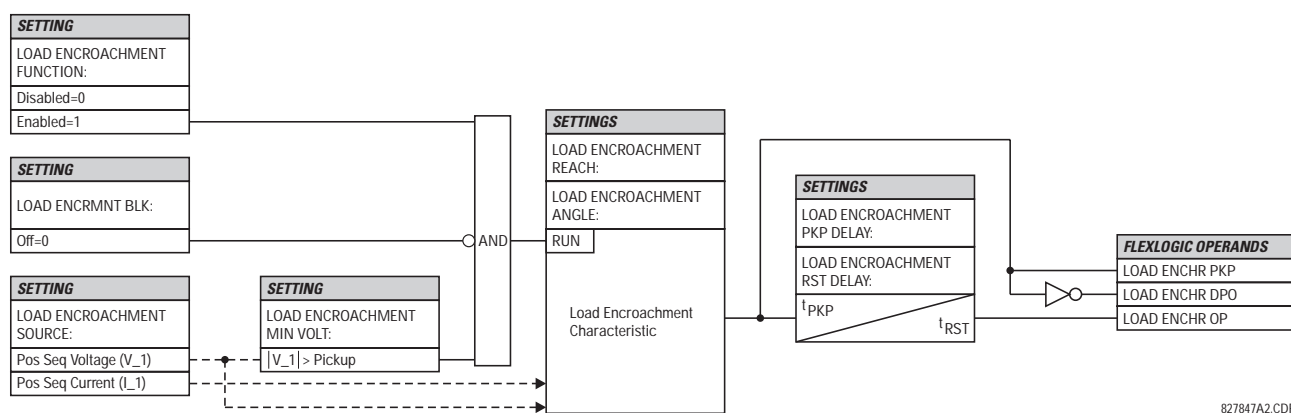 SETTING
LOAD ENCROACHMENT
FUNCTION:
Disabled=0
Enabled=1
SETTING
LOAD ENCRMNT BLK:
Off=0
SETTING
LOAD ENCROACHMENT
SOURCE:
Pos Seq Voltage (V_1)
Pos Seq Current (I_1)
SETTING
LOAD ENCROACHMENT
MIN VOLT:
|V_1| > Pickup
AND
SETTINGS
LOAD ENCROACHMENT
REACH:
LOAD ENCROACHMENT
ANGLE:
RUN
Load Encroachment
Characteristic
SETTINGS
LOAD ENCROACHMENT
PKP DELAY:
LOAD ENCROACHMENT
RST DELAY:
tPKP
tRST
FLEXLOGIC OPERANDS
LOAD ENCHR PKP
LOAD ENCHR DPO
LOAD ENCHR OP
827847A2.CDR